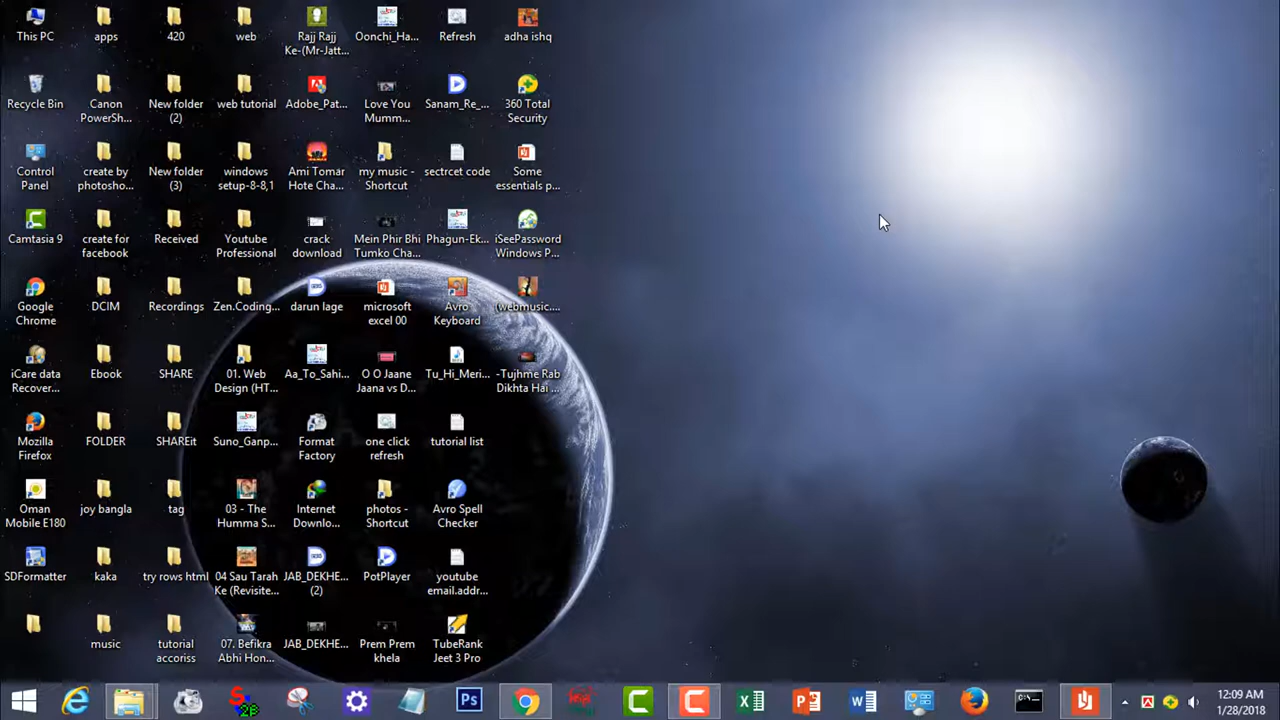 This PC
apps
420
web
Rajj Rajj
Ke-(Mr-Jatt...
Oonchi_Ha...
Refresh
adha ishq
Recycle Bin
Canon
PowerSh...
New folder
(2)
web tutorial
Adobe_Pat...
Love You
Mumm...
Sanam_Re_...
360 Total
Security
Control
Panel
create by
photosho...
New folder
(3)
windows
setup-8-8,1
Ami Tomar
Hote Cha...
my music -
Shortcut
sectrcet code
Some
essentials p...
Camtasia 9
create for
facebook
Received
Youtube
Professional
crack
download
Mein Phir Bhi
Tumko Cha...
Phagun-Ek...
iSeePassword
Windows P...
Google
Chrome
DCIM
Recordings
Zen.Coding...
darun lage
microsoft
excel 00
Avro
Keyboard
(webmusic....
iCare data
Recover...
Ebook
SHARE
01. Web
Design (HT...
Aa_To_Sahi...
O O Jaane
Jaana vs D...
Tu_Hi_Meri...
-Tujhme Rab
Dikhta Hai ...
Mozilla
Firefox
FOLDER
SHAREit
Suno_Ganp...
Format
Factory
one click
refresh
tutorial list
Oman
Mobile E180
joy bangla
tag
03 - The
Humma S...
Internet
Downlo...
photos -
Shortcut
Avro Spell
Checker
SDFormatter
kaka
try rows html
04 Sau Tarah
Ke (Revisite...
JAB_DEKHE...
(2)
PotPlayer
youtube
email.addr...
music
tutorial
accoriss
07. Befikra
Abhi Hon...
JAB_DEKHE...
Prem Prem
khela
TubeRank
Jeet 3 Pro
Ps
12:09 AM
1/28/2018